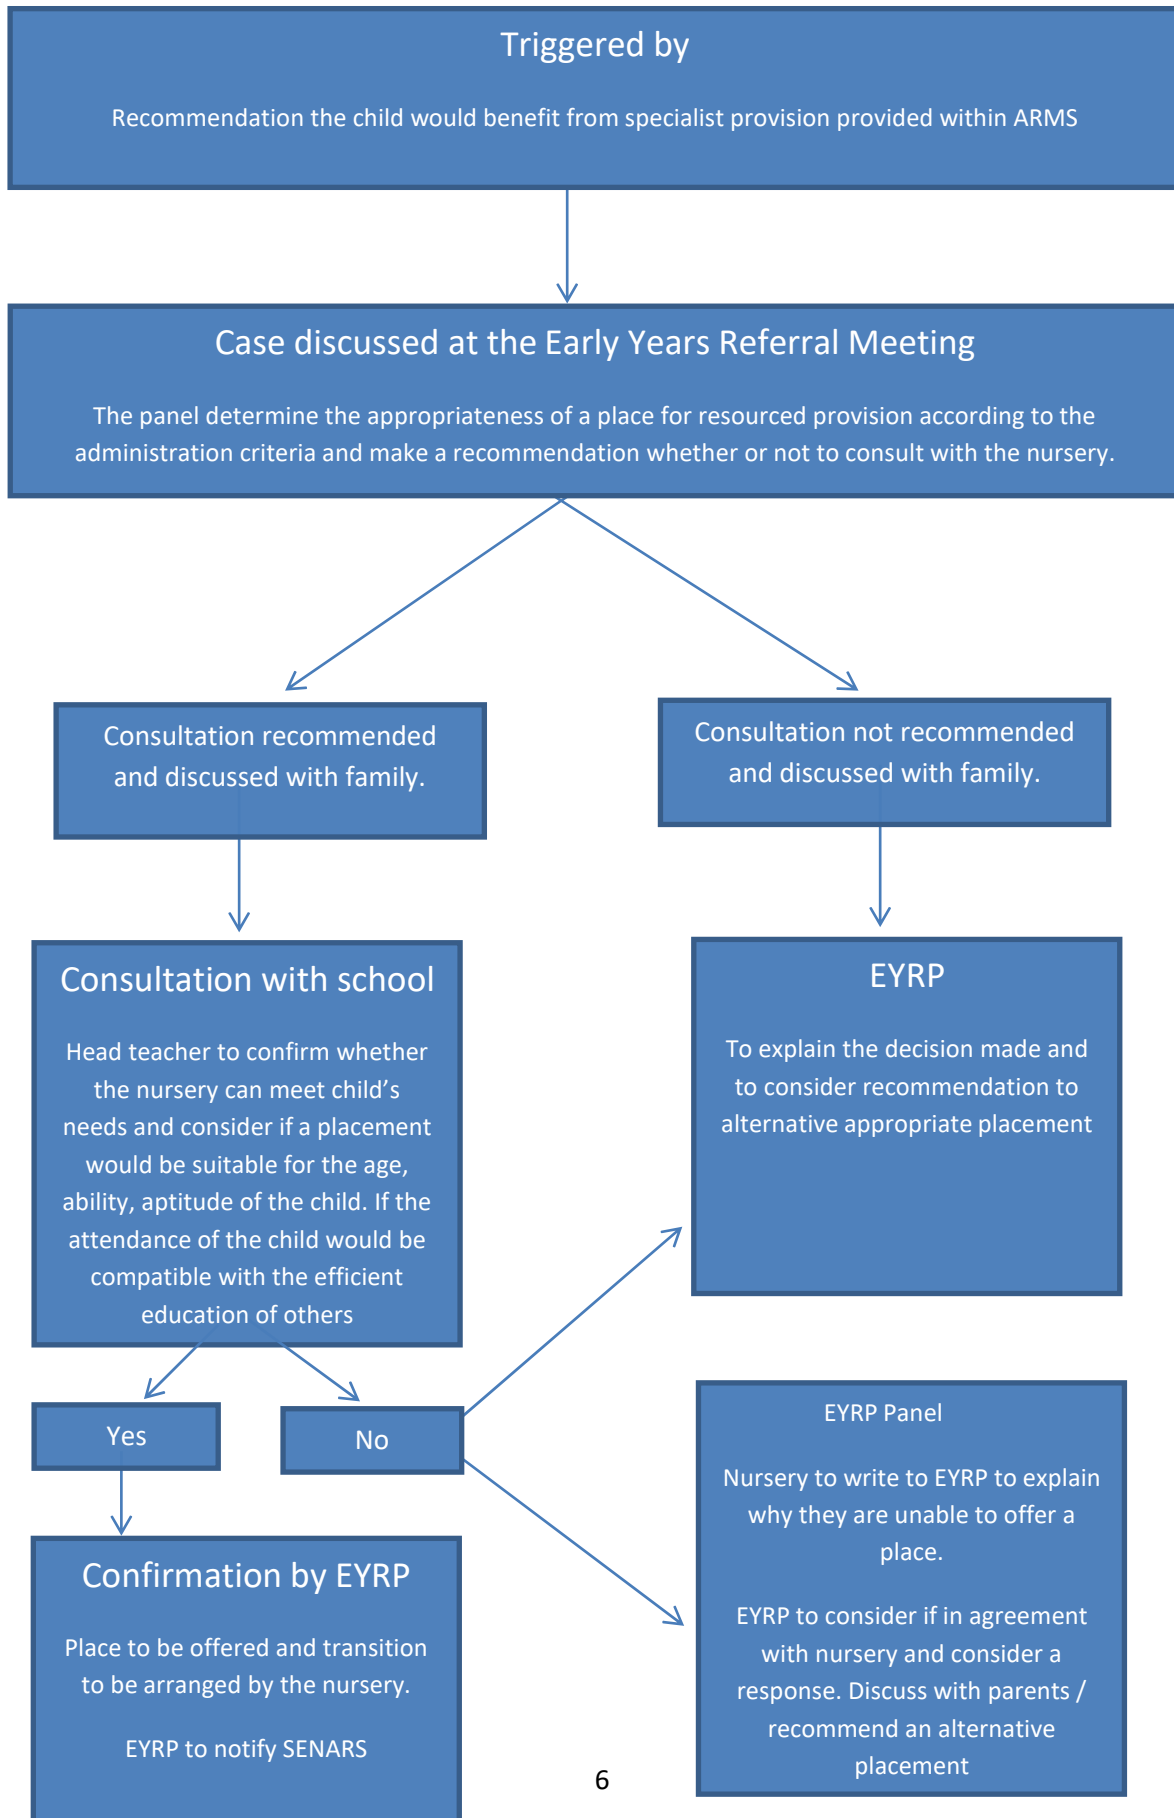 Triggered by
Recommendation the child would benefit from specialist provision provided within ARMS
Case discussed at the Early Years Referral Meeting
The panel determine the appropriateness of a place for resourced provision according to the
administration criteria and make a recommendation whether or not to consult with the nursery.
Consultation recommended
and discussed with family.
Consultation not recommended
and discussed with family.
Consultation with school
Head teacher to confirm whether
the nursery can meet child’s
needs and consider if a placement
would be suitable for the age,
ability, aptitude of the child. If the
attendance of the child would be
compatible with the efficient
education of others
EYRP
To explain the decision made and
to consider recommendation to
alternative appropriate placement
Yes
No
EYRP Panel
Nursery to write to EYRP to explain
why they are unable to offer a
place.
EYRP to consider if in agreement
with nursery and consider a
response. Discuss with parents /
recommend an alternative
placement
Confirmation by EYRP
Place to be offered and transition
to be arranged by the nursery.
EYRP to notify SENARS
6